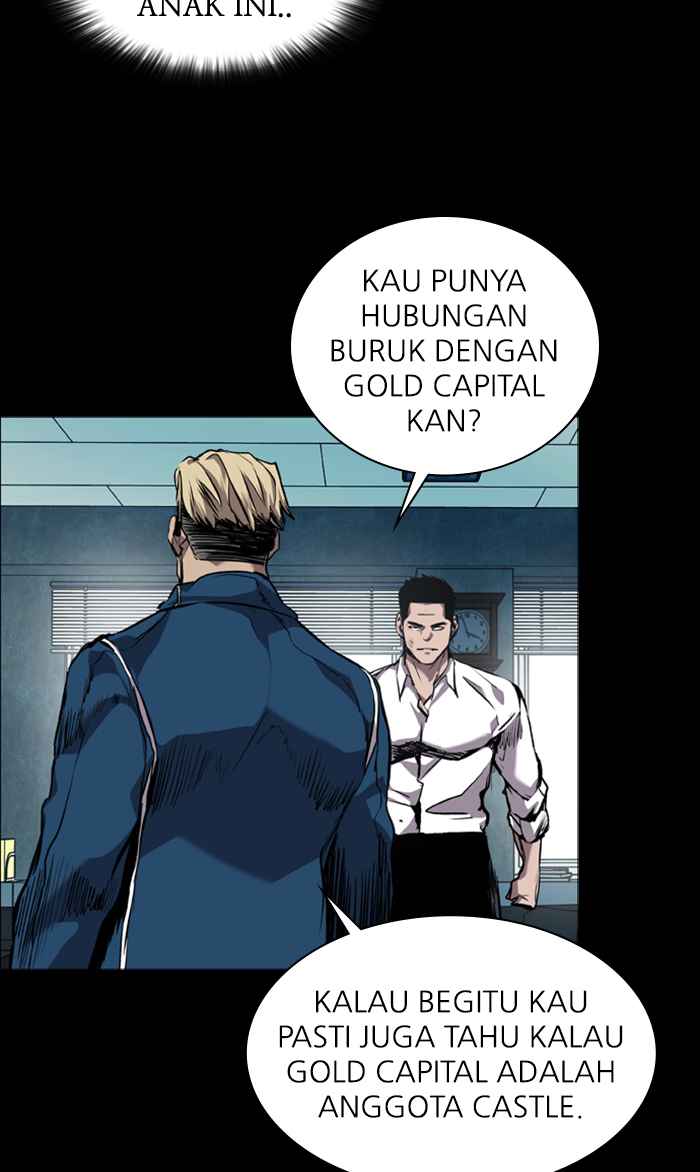 ANAK INI..
KAU PUNYA
HUBUNGAN
BURUK DENGAN
GOLD CAPITAL
KAN?
KALAU BEGITU KAU
PASTI JUGA TAHU KALAU
GOLD CAPITAL ADALAH
ANGGOTA CASTLE.